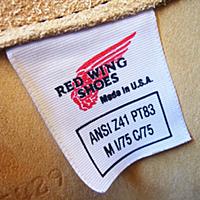 RED WING
SHOES
Made in U.S.A.
ANSI Z41 PT83
M I/75 C/75